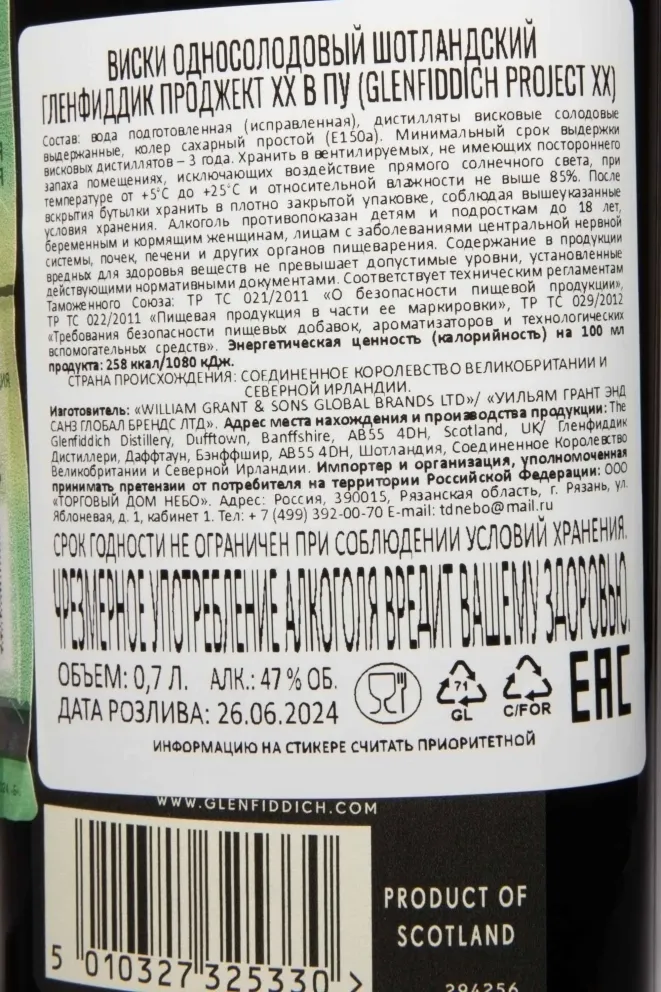 ВИСКИ ОДНОСОЛОДОВЫЙ ШОТЛАНДСКИЙ
ГЛЕНФИДДИК ПРОДЖЕКТ ХХ В ПУ (GLENFIDDICH PROJECT XX)
Состав: вода подготовленная (исправленная), дистилляты висковые солодовые
выдержанные, колер сахарный простой (Е150а). Минимальный срок выдержки
висковых дистиллятов – 3 года. Хранить в вентилируемых, не имеющих постороннего
запаха помещениях, исключающих воздействие прямого солнечного света, при
температуре от +5°С до +25°С и относительной влажности не выше 85%. После
вскрытия бутылки хранить в плотно закрытой упаковке, соблюдая вышеуказанные
условия хранения. Алкоголь противопоказан детям и подросткам до 18 лет,
беременным и кормящим женщинам, лицам с заболеваниями центральной нервной
системы, почек, печени и других органов пищеварения. Содержание в продукции
вредных для здоровья веществ не превышает допустимые уровни, установленные
действующими нормативными документами. Соответствует техническим регламентам
Таможенного Союза: ТР ТС 021/2011 «О безопасности пищевой продукции»,
ТР ТС 022/2011 «Пищевая продукция в части ее маркировки», ТР ТС 029/2012
«Требования безопасности пищевых добавок, ароматизаторов и технологических
вспомогательных средств». Энергетическая ценность (калорийность) на 100 мл
продукта: 258 ккал/1080 кДж.
СТРАНА ПРОИСХОЖДЕНИЯ: СОЕДИНЕННОЕ КОРОЛЕВСТВО ВЕЛИКОБРИТАНИИ И
СЕВЕРНОЙ ИРЛАНДИИ.
Изготовитель: «WILLIAM GRANT & SONS GLOBAL BRANDS LTD»/ «УИЛЬЯМ ГРАНТ ЭНД
САНЗ ГЛОБАЛ БРЕНДС ЛТД». Адрес места нахождения и производства продукции: The
Glenfiddich Distillery, Dufftown, Banffshire, AB55 4DH, Scotland, UK/ Гленфиддик
Дистиллери, Даффтаун, Бэнффшир, AB55 4DH, Шотландия, Соединенное Королевство
Великобритании и Северной Ирландии. Импортер и организация, уполномоченная
принимать претензии от потребителя на территории Российской Федерации: ООО
«ТОРГОВЫЙ ДОМ НЕБО». Адрес: Россия, 390015, Рязанская область, г. Рязань, ул.
Яблоневая, д. 1, кабинет 1. Тел: + 7 (499) 392-00-70 E-mail: tdnebo@mail.ru
СРОК ГОДНОСТИ НЕ ОГРАНИЧЕН ПРИ СОБЛЮДЕНИИ УСЛОВИЙ ХРАНЕНИЯ.
ЧРЕЗМЕРНОЕ УПОТРЕБЛЕНИЕ АЛКОГОЛЯ ВРЕДИТ ВАШЕМУ ЗДОРОВЬЮ.
ОБЪЕМ: 0,7 Л. АЛК.: 47 % ОБ.
ДАТА РОЗЛИВА: 26.06.2024
71
GL
C/FOR
EAC
ИНФОРМАЦИЮ НА СТИКЕРЕ СЧИТАТЬ ПРИОРИТЕТНОЙ
WWW.GLENFIDDICH.COM
PRODUCT OF
SCOTLAND
5 010327 325330 >
294256